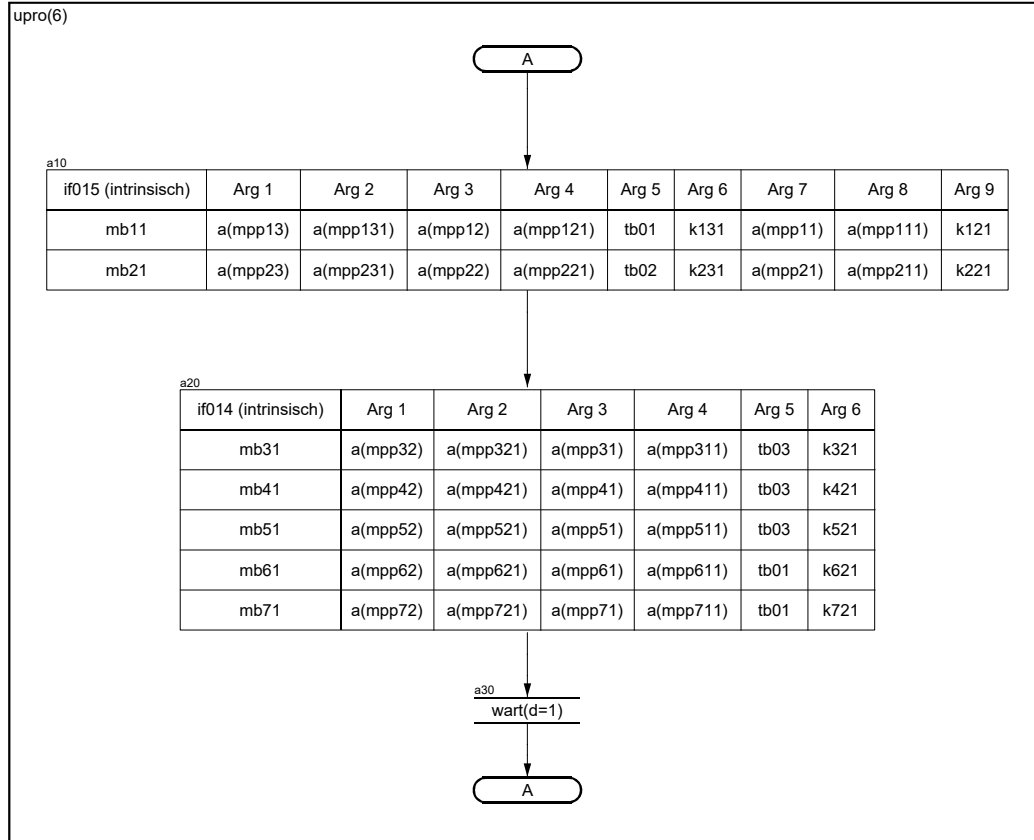 upro(6)
A
a10
if015 (intrinsisch) Arg 1 Arg 2 Arg 3 Arg 4 Arg 5 Arg 6 Arg 7 Arg 8 Arg 9
mb11 a(mpp13) a(mpp131) a(mpp12) a(mpp121) tb01 k131 a(mpp11) a(mpp111) k121
mb21 a(mpp23) a(mpp231) a(mpp22) a(mpp221) tb02 k231 a(mpp21) a(mpp211) k221
a20
if014 (intrinsisch) Arg 1 Arg 2 Arg 3 Arg 4 Arg 5 Arg 6
mb31 a(mpp32) a(mpp321) a(mpp31) a(mpp311) tb03 k321
mb41 a(mpp42) a(mpp421) a(mpp41) a(mpp411) tb03 k421
mb51 a(mpp52) a(mpp521) a(mpp51) a(mpp511) tb03 k521
mb61 a(mpp62) a(mpp621) a(mpp61) a(mpp611) tb01 k621
mb71 a(mpp72) a(mpp721) a(mpp71) a(mpp711) tb01 k721
a30
wart(d=1)
A